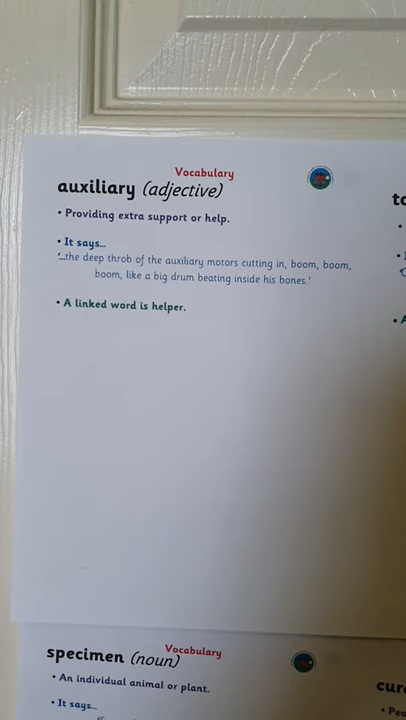 Vocabulary
auxiliary (adjective)
• Providing extra support or help.
• It says...
'...the deep throb of the auxiliary motors cutting in, boom, boom,
boom, like a big drum beating inside his bones.'
• A linked word is helper.
Vocabulary
specimen (noun)
• An individual animal or plant.
• It says...